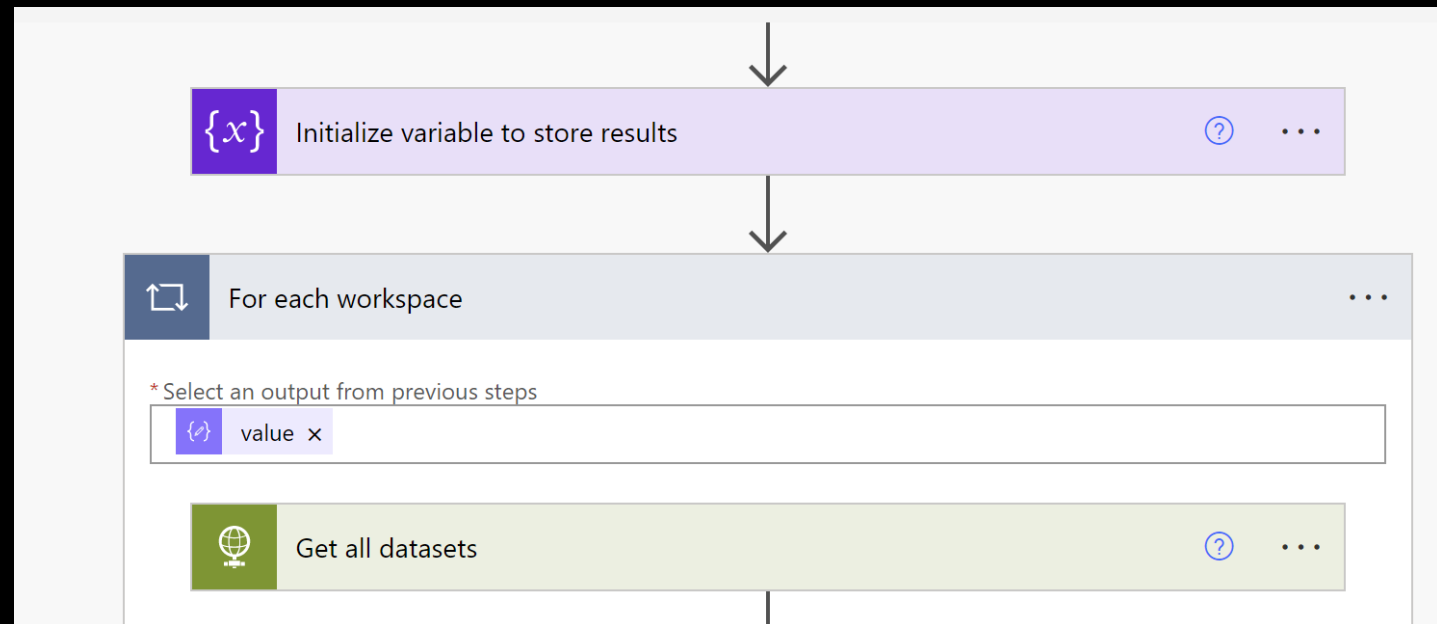 {x} Initialize variable to store results
For each workspace
* Select an output from previous steps
value ×
Get all datasets